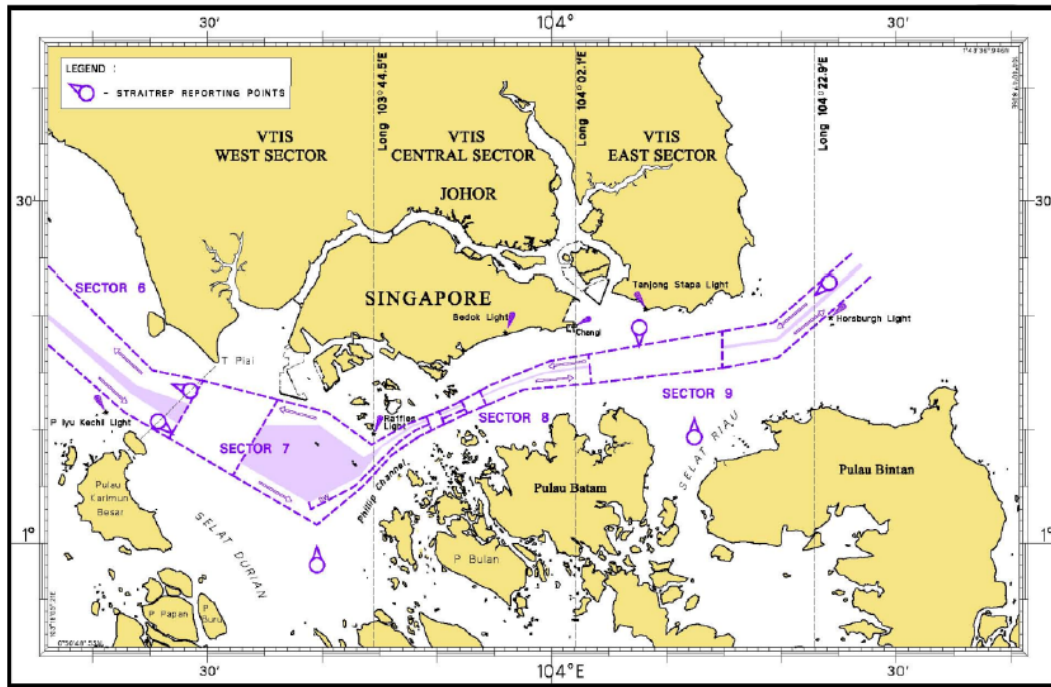 30'
104°
30'
LEGEND :
- STRAITREP REPORTING POINTS
Long 103° 44.5'E
Long 104° 02.1'E
Long 104° 22.9'E
VTIS
WEST SECTOR
VTIS
CENTRAL SECTOR
VTIS
EAST SECTOR
JOHOR
30'
30'
SECTOR 6
SINGAPORE
Tanjong Stapa Light
Bedok Light
Changi
Horsburgh Light
T Piai
SECTOR 9
P Iyu Kechil Light
Raffles
Light
SECTOR 8
SECTOR 7
Phillip Channel
SELAT RIAU
Pulau
Karimun
Besar
Pulau Batam
Pulau Bintan
SELAT DURIAN
1°
1°
P Bulan
P Papan
P
Buru
30'
104°E
30'